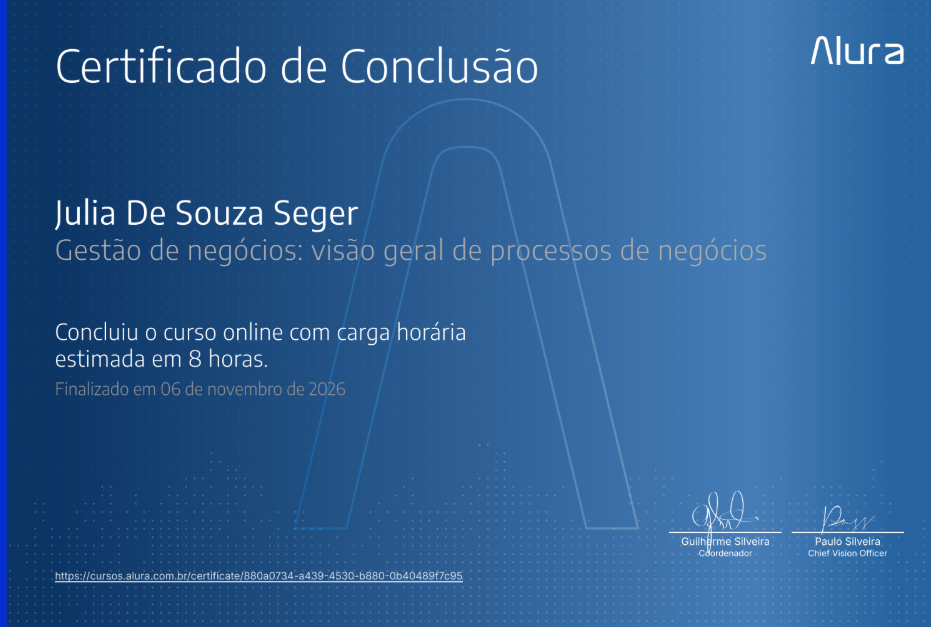 Certificado de Conclusão
Alura
Julia De Souza Seger
Gestão de negócios: visão geral de processos de negócios
Concluiu o curso online com carga horária
estimada em 8 horas.
Finalizado em 06 de novembro de 2026
Guilherme Silveira
Coordenador
Paulo Silveira
Chief Vision Officer
https://cursos.alura.com.br/certificate/880a0734-a439-4530-b880-0b40489f7c95